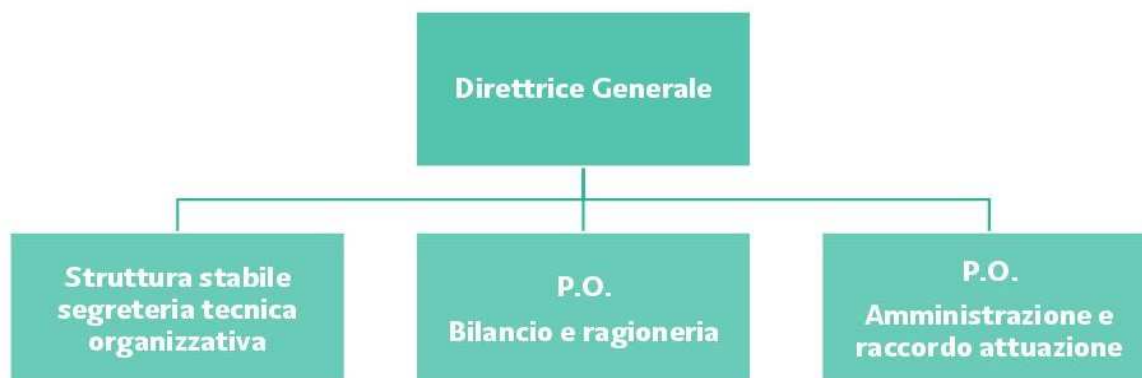 Direttrice Generale
Struttura stabile
segreteria tecnica
organizzativa
P.O.
Bilancio e ragioneria
P.O.
Amministrazione e
raccordo attuazione